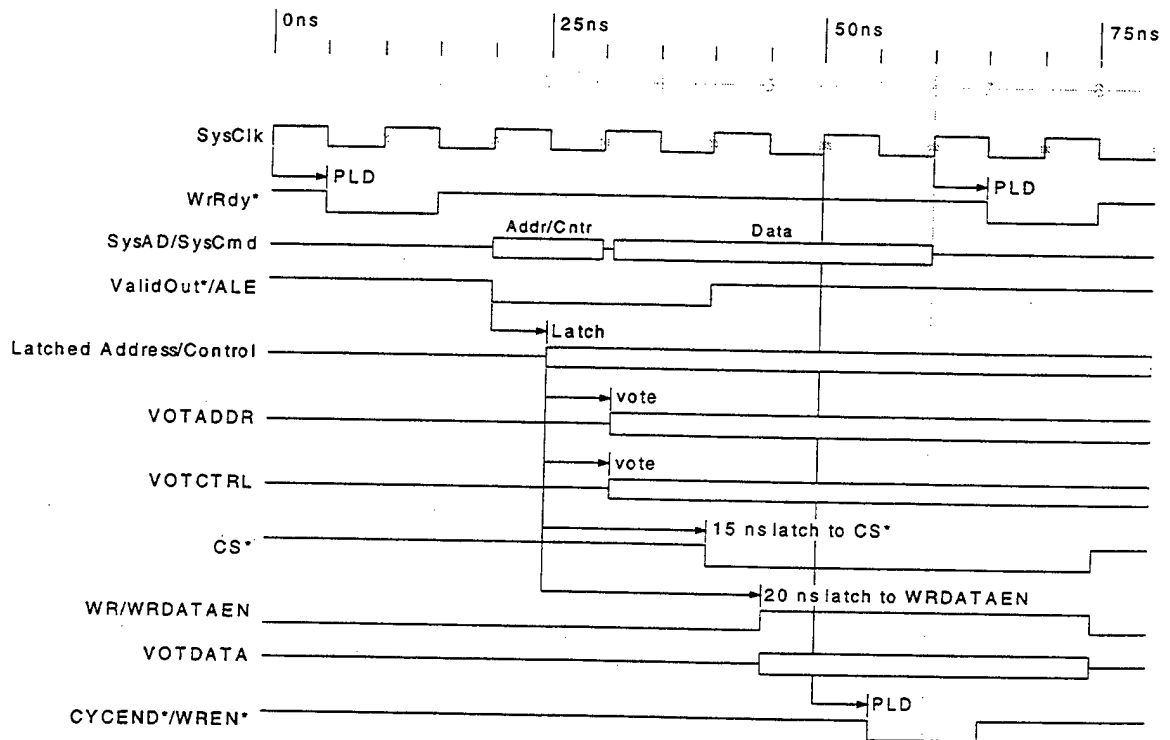 0ns 25ns 50ns 75ns
SysClk
PLD PLD
WrRdy*
Addr/Cntr Data
SysAD/SysCmd
ValidOut*/ALE
Latch
Latched Address/Control
vote
VOTADDR
vote
VOTCTRL
15 ns latch to CS*
CS*
20 ns latch to WRDATAEN
WR/WRDATAEN
VOTDATA
PLD
CYCEND*/WREN*